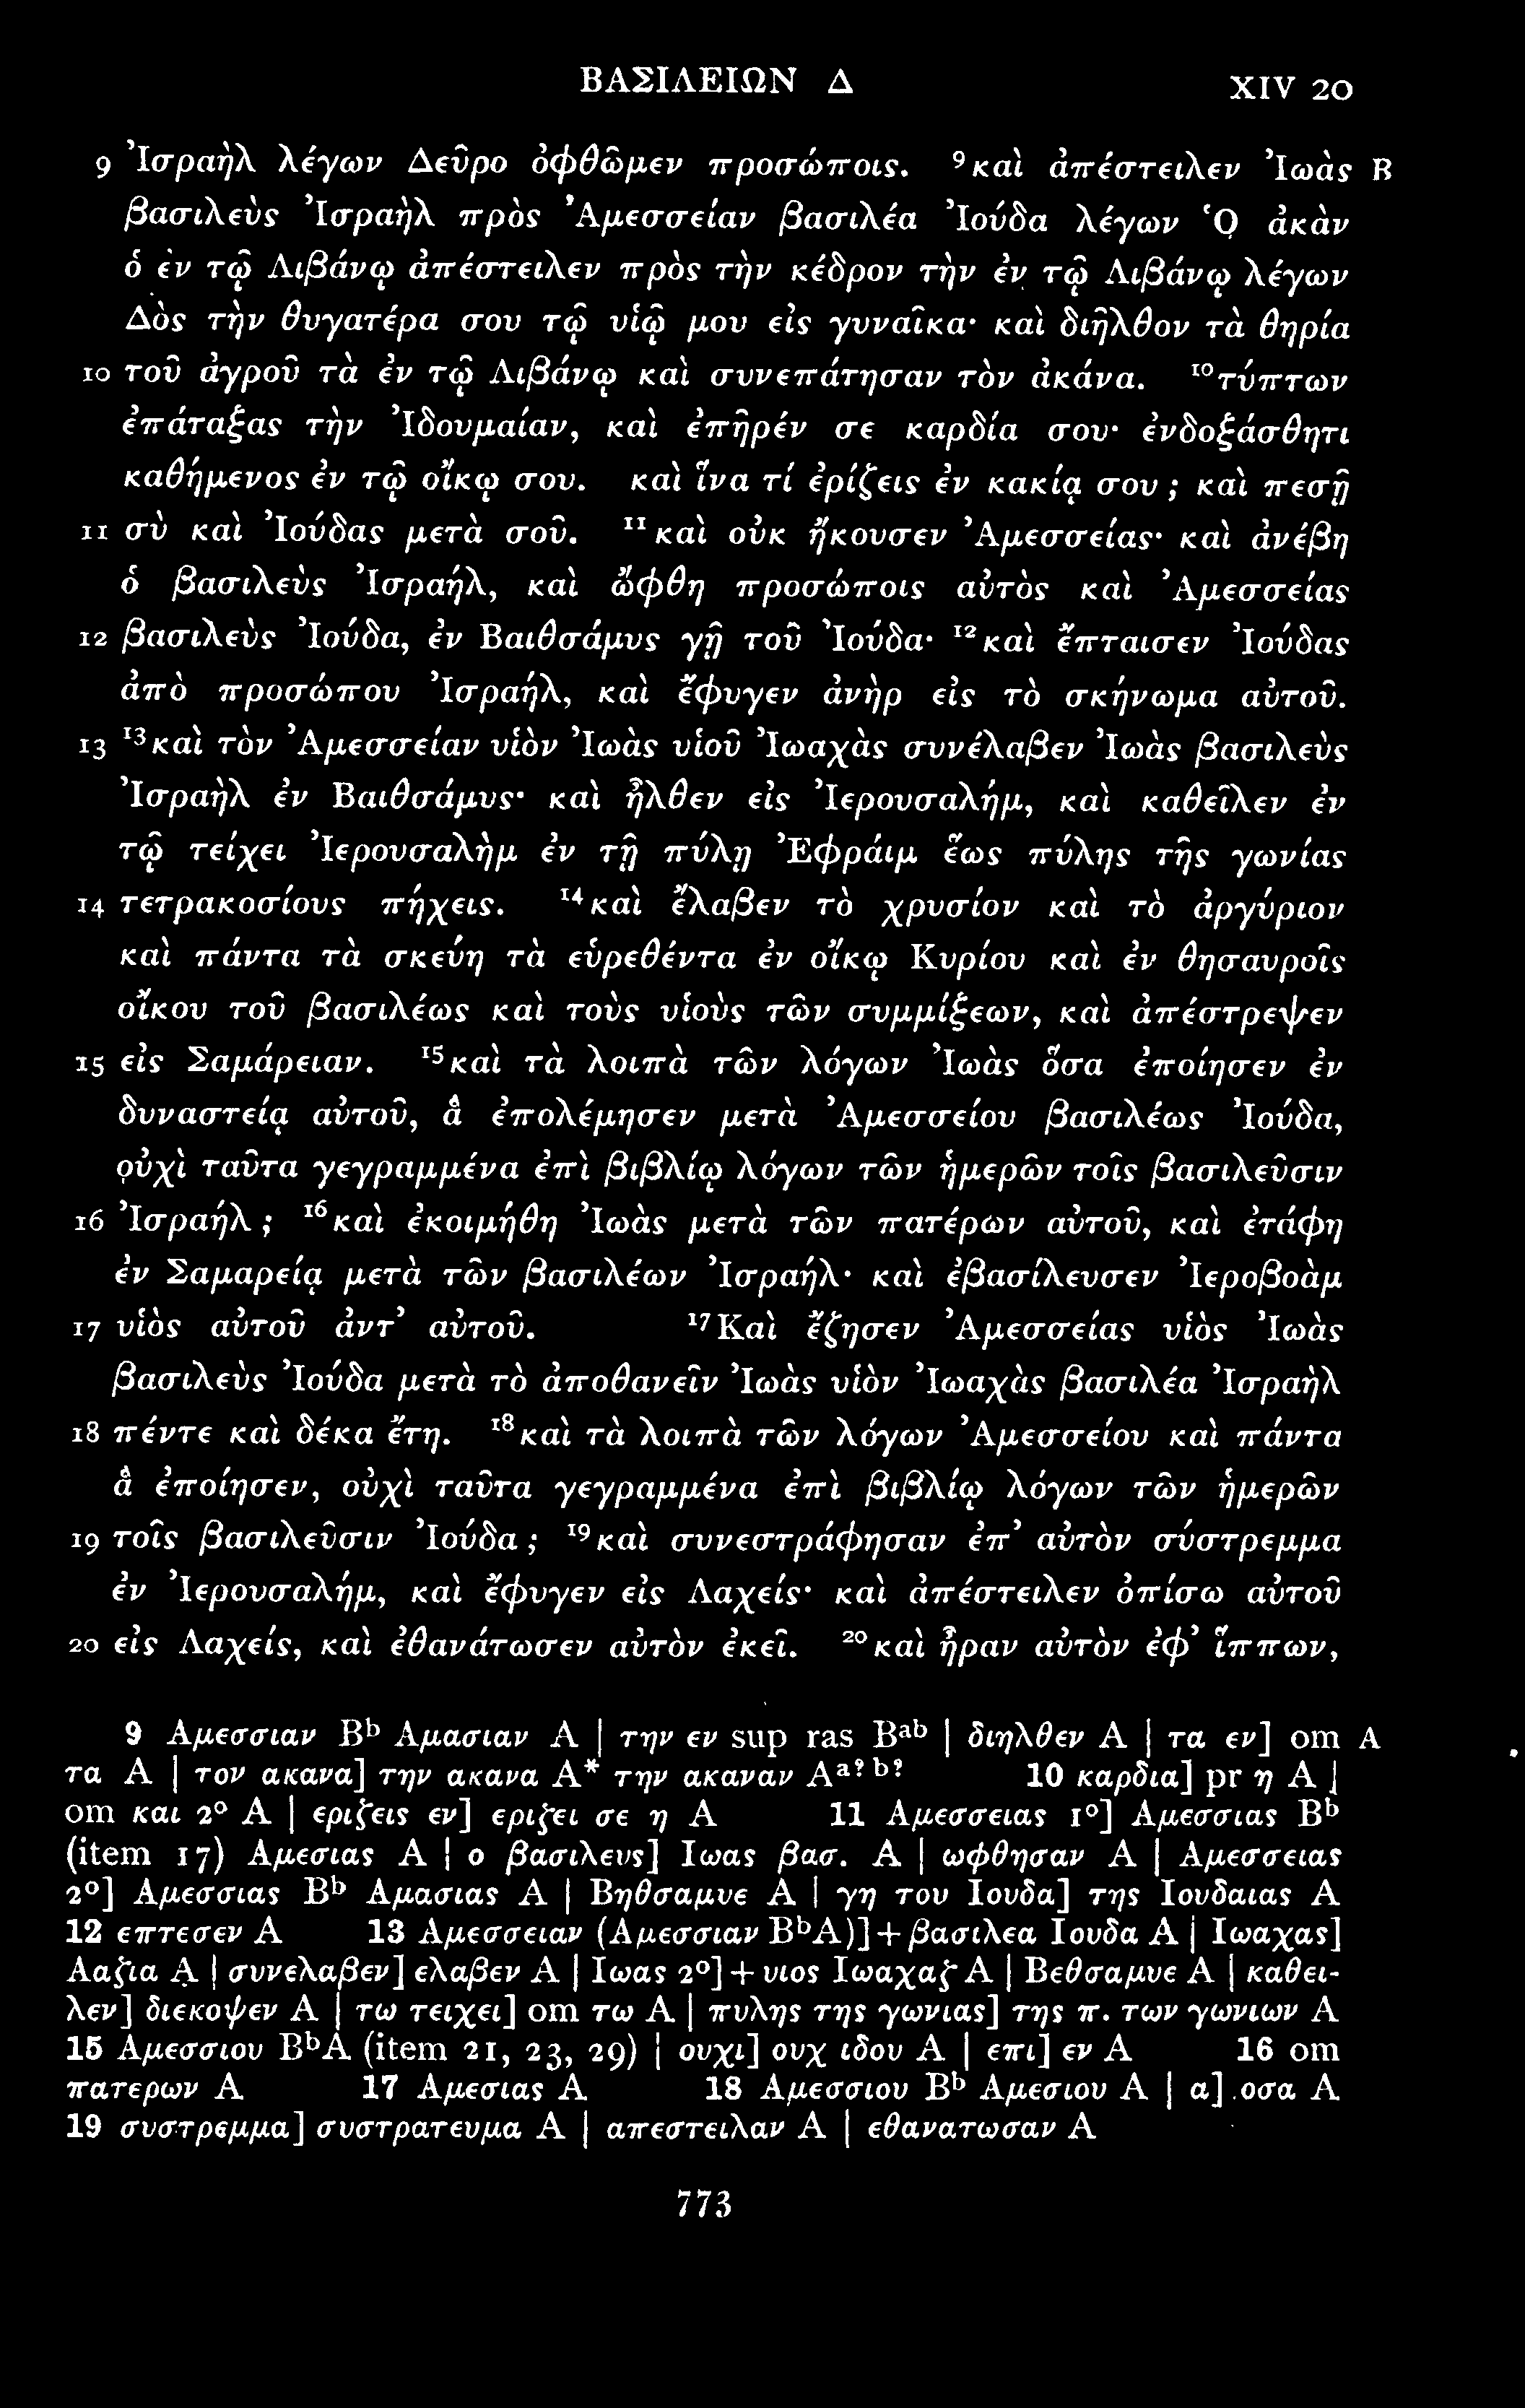 ΒΑΣΙΛΕΙΩΝ Δ XIV 20
9 Ἰσραὴλ λέγων Δεῦρο ὀφθῶμεν προσώποις. ⁹καὶ ἀπέστειλεν Ἰωὰς B
βασιλεὺς Ἰσραὴλ πρὸς Ἀμεσσείαν βασιλέα Ἰούδα λέγων Ὁ ἀκὰν
ὁ ἐν τῷ Λιβάνῳ ἀπέστειλεν πρὸς τὴν κέδρον τὴν ἐν τῷ Λιβάνῳ λέγων
Δὸς τὴν θυγατέρα σου τῷ υἱῷ μου εἰς γυναῖκα· καὶ διῆλθον τὰ θηρία
10 τοῦ ἀγροῦ τὰ ἐν τῷ Λιβάνῳ καὶ συνεπάτησαν τὸν ἀκάνα. ¹⁰τύπτων
ἐπάταξας τὴν Ἰδουμαίαν, καὶ ἐπῆρέν σε καρδία σου· ἐνδοξάσθητι
καθήμενος ἐν τῷ οἴκῳ σου. καὶ ἵνα τί ἐρίζεις ἐν κακίᾳ σου; καὶ πεσῇ
11 σὺ καὶ Ἰούδας μετὰ σοῦ. ¹¹καὶ οὐκ ἤκουσεν Ἀμεσσείας· καὶ ἀνέβη
ὁ βασιλεὺς Ἰσραήλ, καὶ ὤφθη προσώποις αὐτὸς καὶ Ἀμεσσείας
12 βασιλεὺς Ἰούδα, ἐν Βαιθσάμυς γῇ τοῦ Ἰούδα· ¹²καὶ ἔπταισεν Ἰούδας
ἀπὸ προσώπου Ἰσραήλ, καὶ ἔφυγεν ἀνὴρ εἰς τὸ σκήνωμα αὐτοῦ.
13 ¹³καὶ τὸν Ἀμεσσείαν υἱὸν Ἰωὰς υἱοῦ Ἰωαχὰς συνέλαβεν Ἰωὰς βασιλεὺς
Ἰσραὴλ ἐν Βαιθσάμυς· καὶ ἦλθεν εἰς Ἰερουσαλήμ, καὶ καθεῖλεν ἐν
τῷ τείχει Ἰερουσαλὴμ ἐν τῇ πύλῃ Ἐφράιμ ἕως πύλης τῆς γωνίας
14 τετρακοσίους πήχεις. ¹⁴καὶ ἔλαβεν τὸ χρυσίον καὶ τὸ ἀργύριον
καὶ πάντα τὰ σκεύη τὰ εὑρεθέντα ἐν οἴκῳ Κυρίου καὶ ἐν θησαυροῖς
οἴκου τοῦ βασιλέως καὶ τοὺς υἱοὺς τῶν συμμίξεων, καὶ ἀπέστρεψεν
15 εἰς Σαμάρειαν. ¹⁵καὶ τὰ λοιπὰ τῶν λόγων Ἰωὰς ὅσα ἐποίησεν ἐν
δυναστείᾳ αὐτοῦ, ἃ ἐπολέμησεν μετὰ Ἀμεσσείου βασιλέως Ἰούδα,
οὐχὶ ταῦτα γεγραμμένα ἐπὶ βιβλίῳ λόγων τῶν ἡμερῶν τοῖς βασιλεῦσιν
16 Ἰσραήλ; ¹⁶καὶ ἐκοιμήθη Ἰωὰς μετὰ τῶν πατέρων αὐτοῦ, καὶ ἐτάφη
ἐν Σαμαρείᾳ μετὰ τῶν βασιλέων Ἰσραήλ· καὶ ἐβασίλευσεν Ἰεροβοὰμ
17 υἱὸς αὐτοῦ ἀντ’ αὐτοῦ. ¹⁷Καὶ ἔζησεν Ἀμεσσείας υἱὸς Ἰωὰς
βασιλεὺς Ἰούδα μετὰ τὸ ἀποθανεῖν Ἰωὰς υἱὸν Ἰωαχὰς βασιλέα Ἰσραὴλ
18 πέντε καὶ δέκα ἔτη. ¹⁸καὶ τὰ λοιπὰ τῶν λόγων Ἀμεσσείου καὶ πάντα
ἃ ἐποίησεν, οὐχὶ ταῦτα γεγραμμένα ἐπὶ βιβλίῳ λόγων τῶν ἡμερῶν
19 τοῖς βασιλεῦσιν Ἰούδα; ¹⁹καὶ συνεστράφησαν ἐπ’ αὐτὸν σύστρεμμα
ἐν Ἰερουσαλήμ, καὶ ἔφυγεν εἰς Λαχείς· καὶ ἀπέστειλεν ὀπίσω αὐτοῦ
20 εἰς Λαχείς, καὶ ἐθανάτωσεν αὐτὸν ἐκεῖ. ²⁰καὶ ἦραν αὐτὸν ἐφ’ ἵππων,
9 Αμεσσιαν Bᵇ Αμασιαν A | την εν sup ras Bᵃᵇ | διηλθεν A | τα εν] om A
τα A | τον ακανα] την ακανα A* την ακαναν Aᵃ?ᵇ? 10 καρδια] pr η A |
om και 2° A | εριζεις εν] εριζει σε η A 11 Αμεσσειας 1°] Αμεσσιας Bᵇ
(item 17) Αμεσιας A | ο βασιλευς] Ιωας βασ. A | ωφθησαν A | Αμεσσειας
2°] Αμεσσιας Bᵇ Αμασιας A | Βηθσαμυε A | γη του Ιουδα] της Ιουδαιας A
12 επτεσεν A 13 Αμεσσειαν (Αμεσσιαν BᵇA)] + βασιλεα Ιουδα A | Ιωαχας]
Ααζια A | συνελαβεν] ελαβεν A | Ιωας 2°] + υιος Ιωαχαζ A | Βεθσαμυε A | καθει-
λεν] διεκοψεν A | τω τειχει] om τω A | πυλης της γωνιας] της π. των γωνιων A
15 Αμεσσιου BᵇA (item 21, 23, 29) | ουχι] ουχ ιδου A | επι] εν A 16 om
πατερων A 17 Αμεσιας A 18 Αμεσσιου Bᵇ Αμεσιου A | α] οσα A
19 συστρεμμα] συστρατευμα A | απεστειλαν A | εθανατωσαν A
773